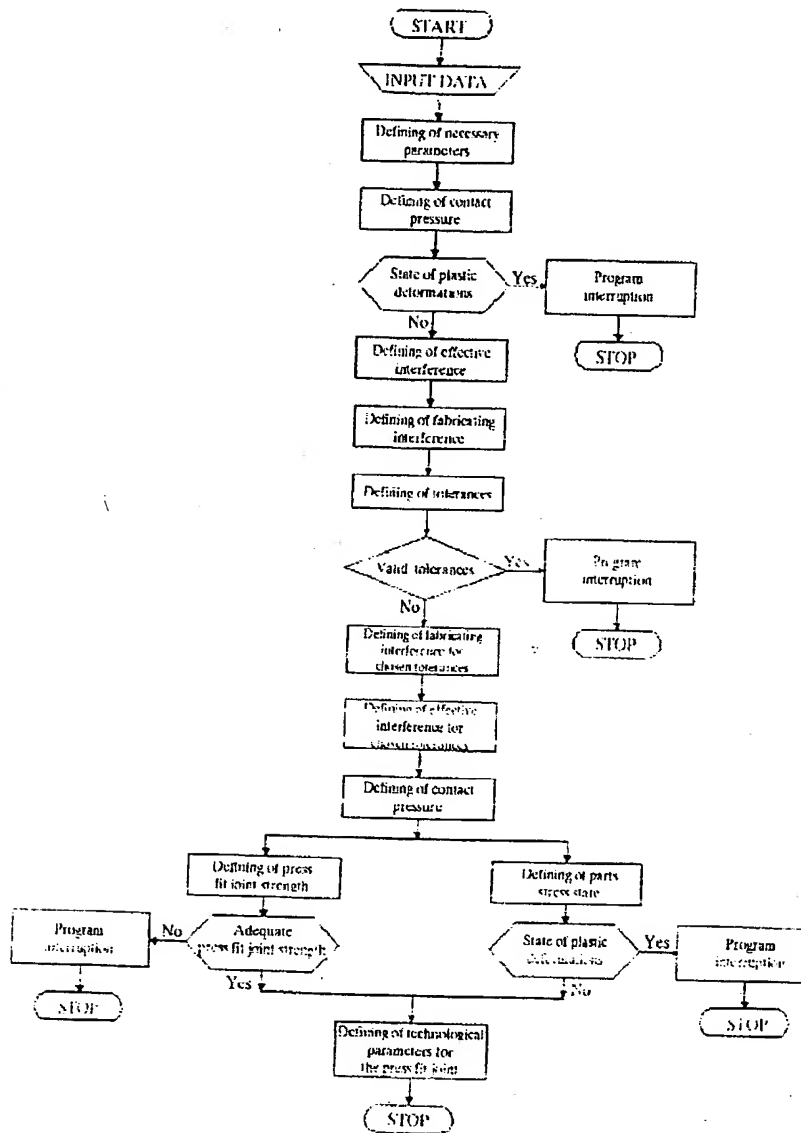 START
INPUT DATA
Defining of necessary
parameters
Defining of contact
pressure
State of plastic
deformations
Yes
Program
interruption
STOP
No
Defining of effective
interference
Defining of fabricating
interference
Defining of tolerances
Valid tolerances
Yes
Program
interruption
STOP
No
Defining of fabricating
interference for
chosen tolerances
Defining of effective
interference for
chosen tolerances
Defining of contact
pressure
Defining of press
fit joint strength
Defining of parts
stress state
Program
interruption
No
Adequate
press fit joint strength
State of plastic
deformations
Yes
Program
interruption
STOP
Yes
No
STOP
Defining of technological
parameters for
the press fit joint
STOP